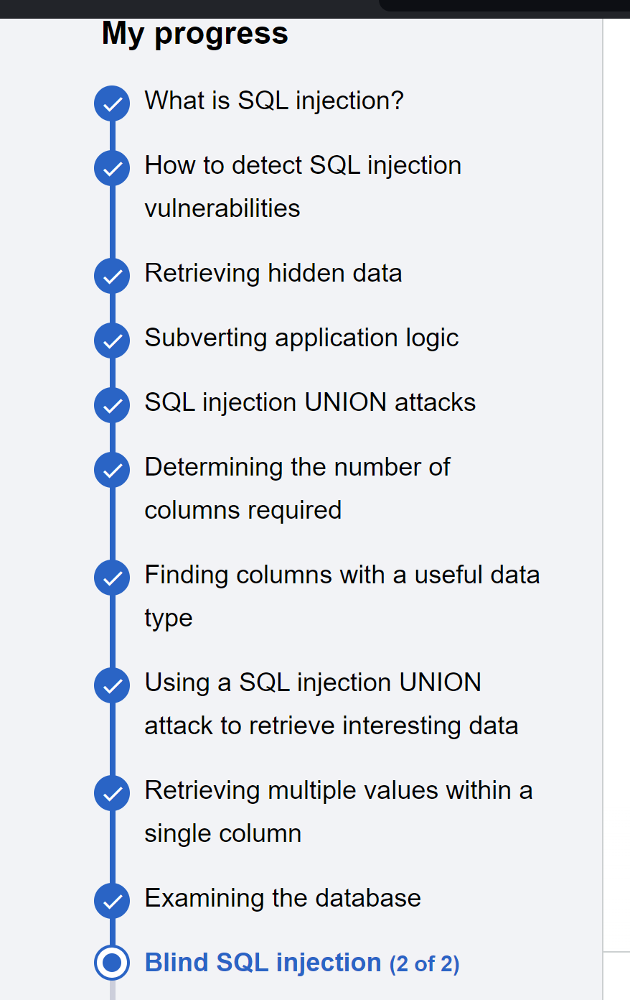 My progress
What is SQL injection?
How to detect SQL injection
vulnerabilities
Retrieving hidden data
Subverting application logic
SQL injection UNION attacks
Determining the number of
columns required
Finding columns with a useful data
type
Using a SQL injection UNION
attack to retrieve interesting data
Retrieving multiple values within a
single column
Examining the database
Blind SQL injection (2 of 2)